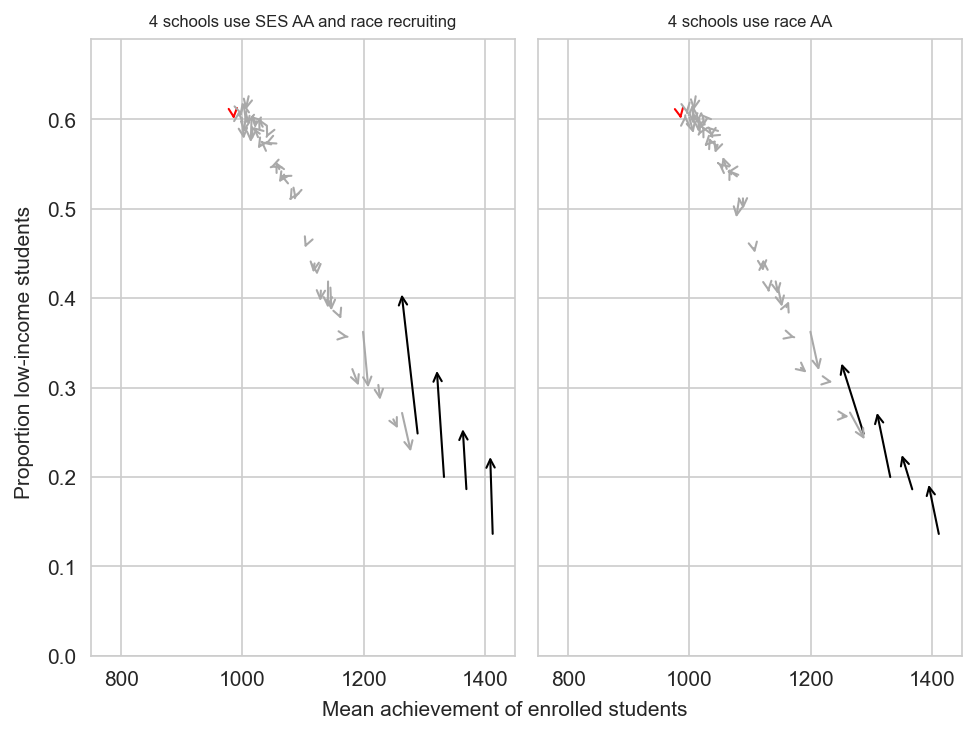 4 schools use SES AA and race recruiting
4 schools use race AA
Proportion low-income students
0.6
0.5
0.4
0.3
0.2
0.1
0.0
800 1000 1200 1400
800 1000 1200 1400
Mean achievement of enrolled students